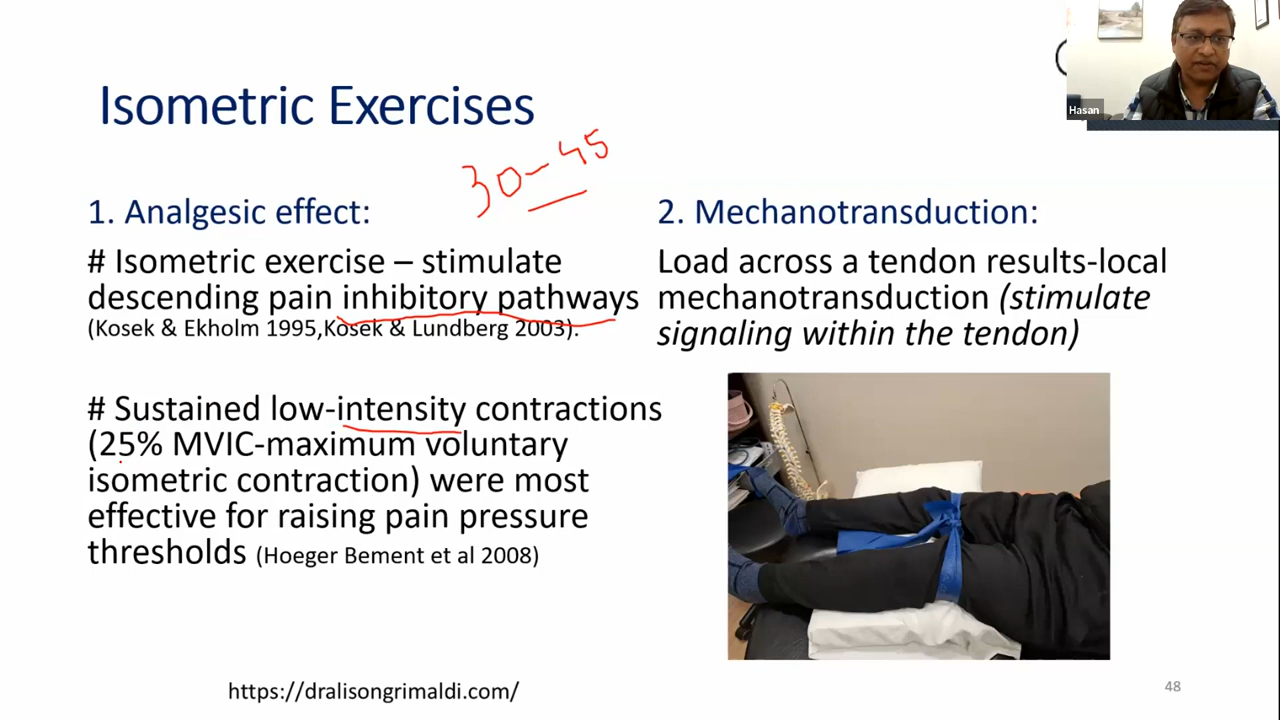 Isometric Exercises
30-45
1. Analgesic effect:
# Isometric exercise – stimulate
descending pain inhibitory pathways
(Kosek & Ekholm 1995,Kosek & Lundberg 2003).
# Sustained low-intensity contractions
(25% MVIC-maximum voluntary
isometric contraction) were most
effective for raising pain pressure
thresholds (Hoeger Bement et al 2008)
2. Mechanotransduction:
Load across a tendon results-local
mechanotransduction (stimulate
signaling within the tendon)
https://dralisongrimaldi.com/
48
Hasan